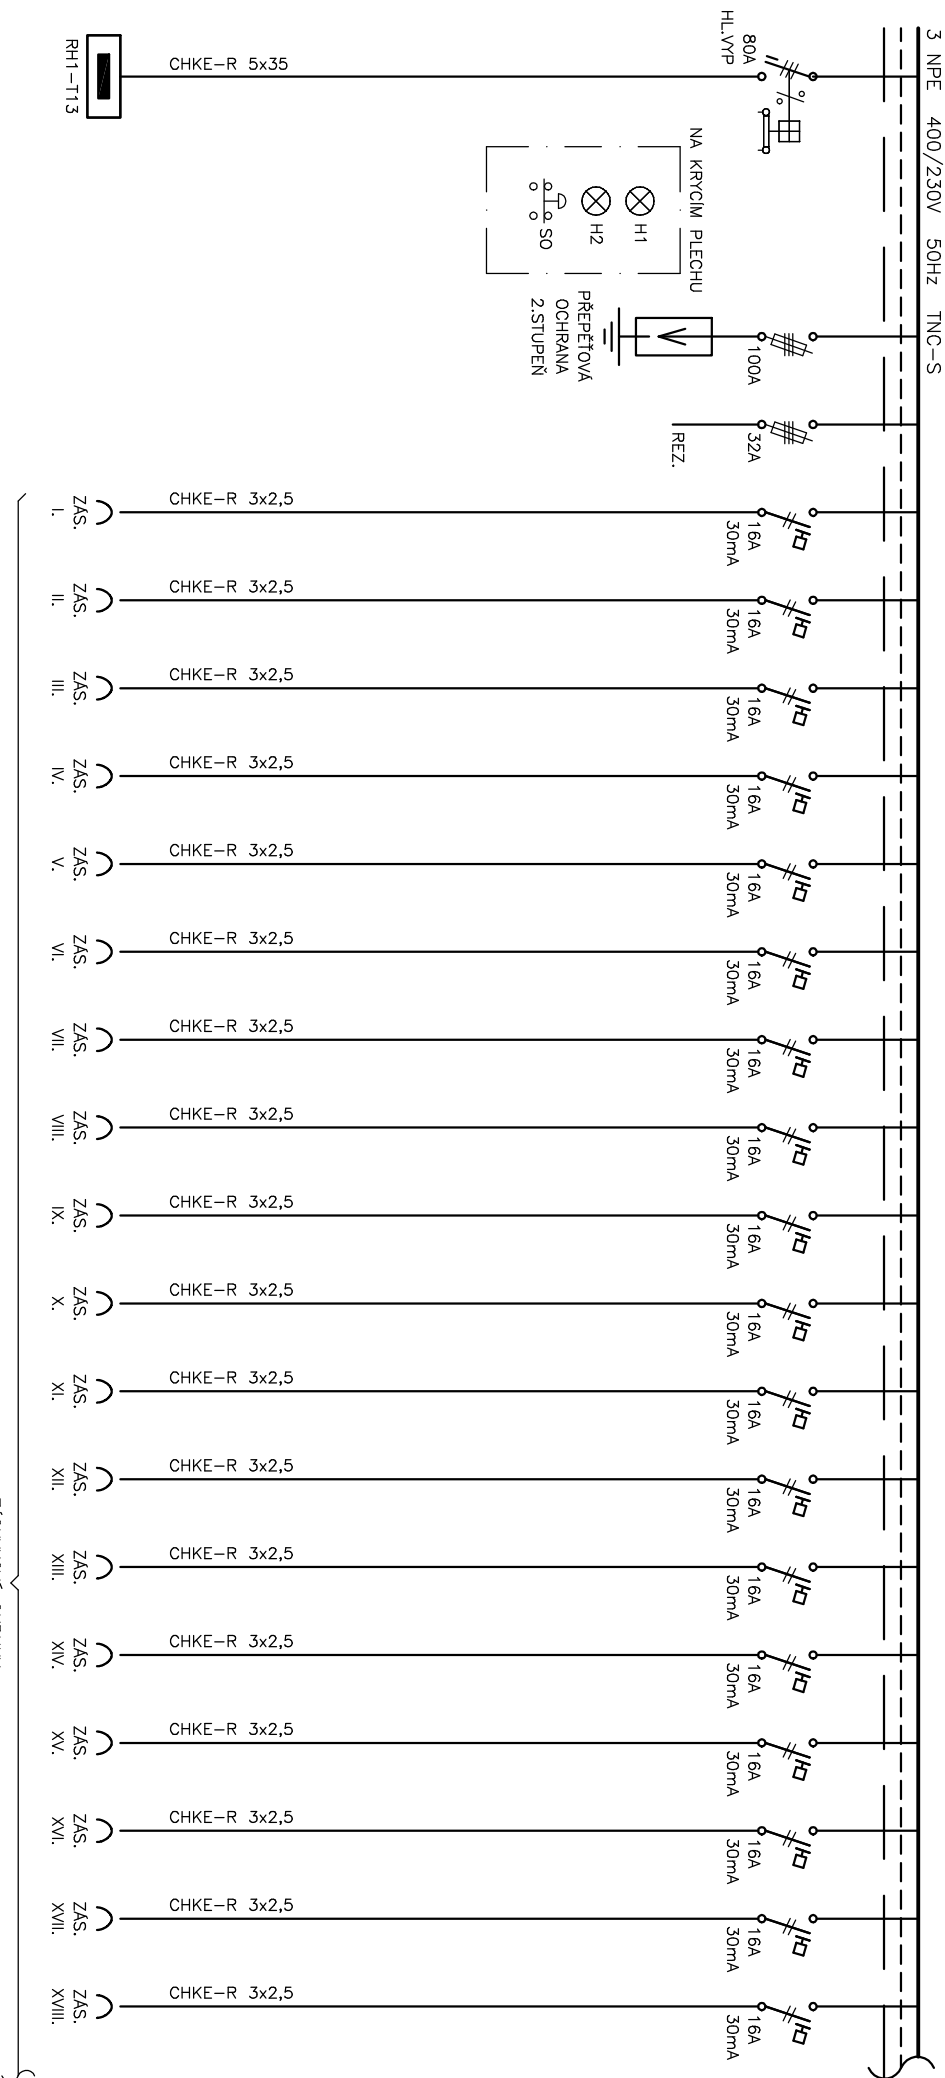 3 NPE 400/230V 50Hz TNC-S
80A
HL.VYP
CHKE-R 5x35
RH1-T13
NA KRYCÍM PLECHU
H1
H2
SO
100A
PŘEPĚŤOVÁ
OCHRANA
2.STUPEŇ
32A
REZ.
16A
30mA
CHKE-R 3x2,5
ZÁS.
I.
16A
30mA
CHKE-R 3x2,5
ZÁS.
II.
16A
30mA
CHKE-R 3x2,5
ZÁS.
III.
16A
30mA
CHKE-R 3x2,5
ZÁS.
IV.
16A
30mA
CHKE-R 3x2,5
ZÁS.
V.
16A
30mA
CHKE-R 3x2,5
ZÁS.
VI.
16A
30mA
CHKE-R 3x2,5
ZÁS.
VII.
16A
30mA
CHKE-R 3x2,5
ZÁS.
VIII.
16A
30mA
CHKE-R 3x2,5
ZÁS.
IX.
16A
30mA
CHKE-R 3x2,5
ZÁS.
X.
16A
30mA
CHKE-R 3x2,5
ZÁS.
XI.
16A
30mA
CHKE-R 3x2,5
ZÁS.
XII.
16A
30mA
CHKE-R 3x2,5
ZÁS.
XIII.
16A
30mA
CHKE-R 3x2,5
ZÁS.
XIV.
16A
30mA
CHKE-R 3x2,5
ZÁS.
XV.
16A
30mA
CHKE-R 3x2,5
ZÁS.
XVI.
16A
30mA
CHKE-R 3x2,5
ZÁS.
XVII.
16A
30mA
CHKE-R 3x2,5
ZÁS.
XVIII.